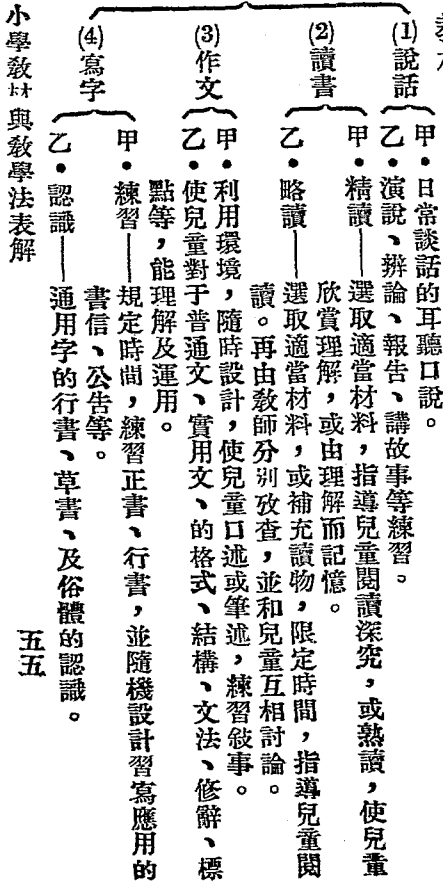 (1)說話
甲•日常談話的耳聽口說。
乙•演說、辨論、報告、講故事等練習。
(2)讀書
甲•精讀——選取適當材料,指導兒童閱讀深究,或熟讀,使兒童
欣賞理解,或由理解而記憶。
乙•略讀——選取適當材料,或補充讀物,限定時間,指導兒童閱
讀。再由敎師分別攷查,並和兒童互相討論。
(3)作文
甲•利用環境,隨時設計,使兒童口述或筆述,練習敍事。
乙•使兒童對于普通文、實用文、的格式、結構、文法、修辭、標
點等,能理解及運用。
(4)寫字
甲•練習——規定時間,練習正書、行書,並隨機設計習寫應用的
書信、公告等。
乙•認識——通用字的行書、草書、及俗體的認識。
小學敎材與敎學法表解
五五